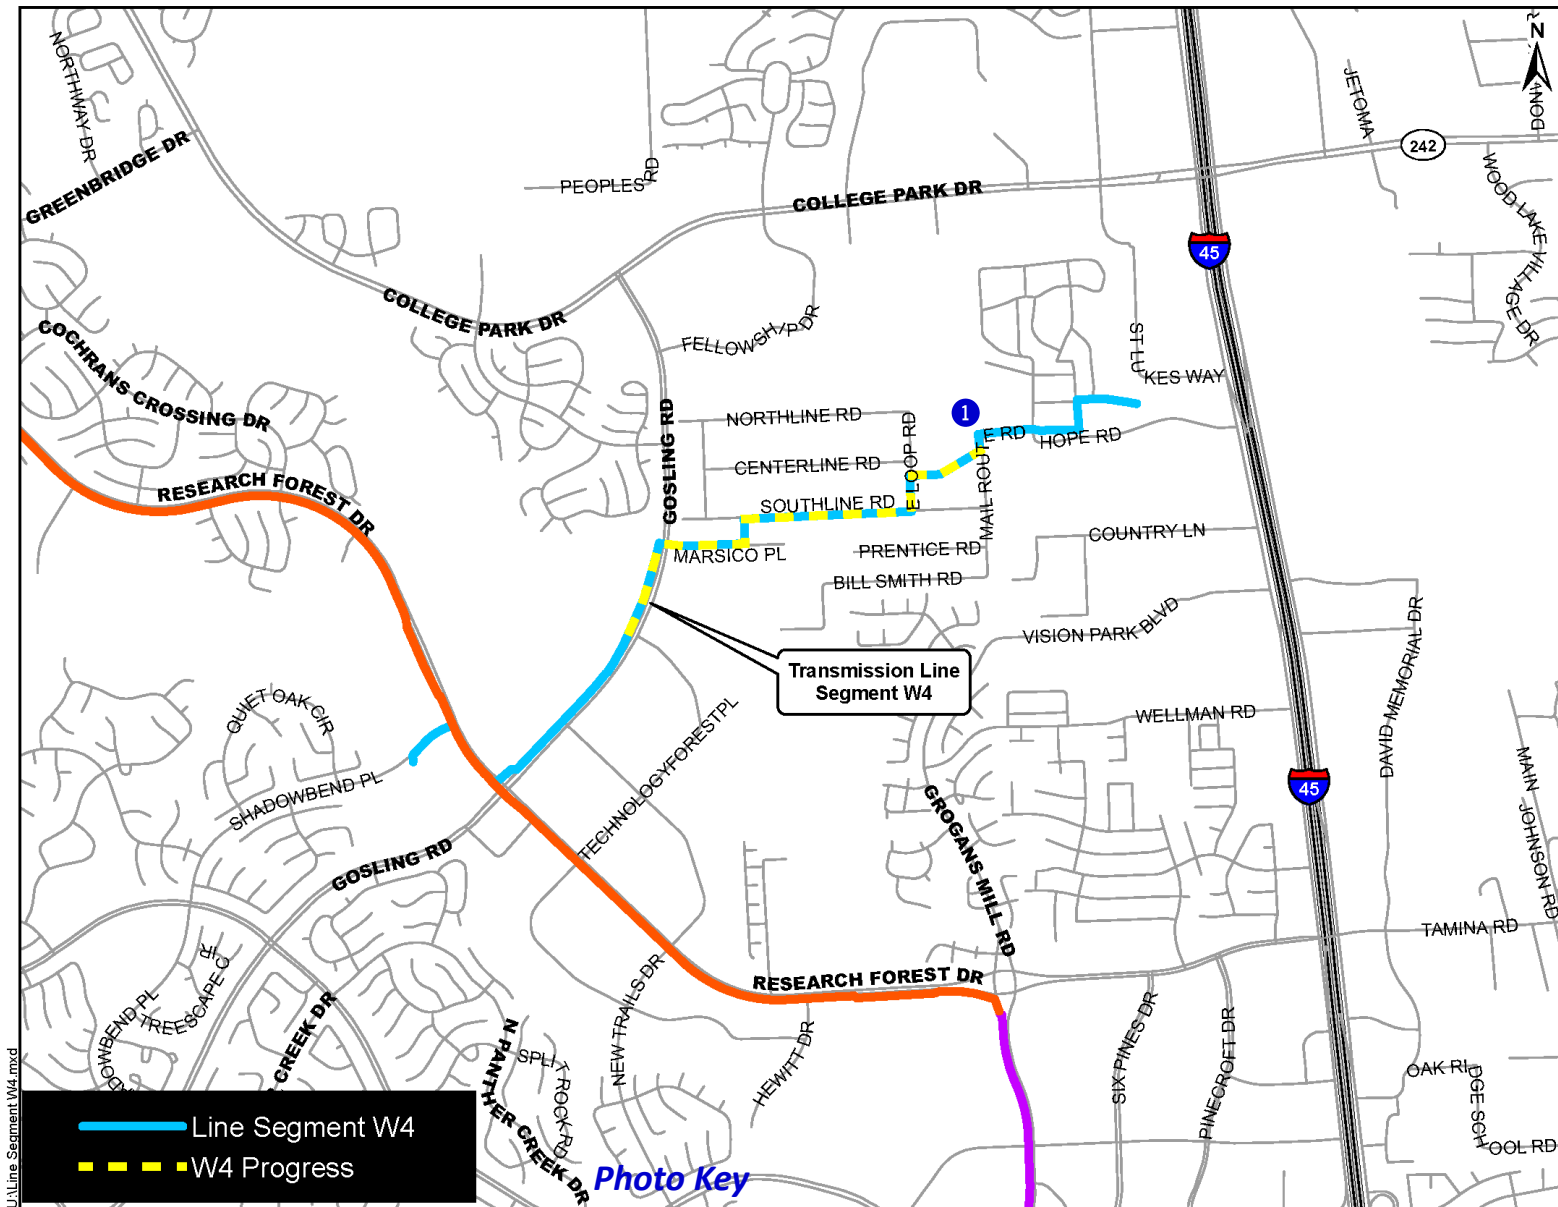 N
NORTHWAY DR
GREENBRIDGE DR
PEOPLES RD
COLLEGE PARK DR
242
JETOMA
WOOD LAKE VILLAGE DR
45
COLLEGE PARK DR
FELLOWSHIP DR
ST LUKES WAY
COCHRANS CROSSING DR
GOSLING RD
NORTHLINE RD
1
E LOOP RD
MAIL ROUTE RD
HOPE RD
CENTERLINE RD
RESEARCH FOREST DR
SOUTHLINE RD
MARSICO PL
PRENTICE RD
COUNTRY LN
BILL SMITH RD
VISION PARK BLVD
DAVID MEMORIAL DR
Transmission Line
Segment W4
QUIET OAK CIR
WELLMAN RD
TECHNOLOGY FOREST PL
SHADOWBEND PL
45
MAIN
JOHNSON RD
GROGANS MILL RD
GOSLING RD
TAMINA RD
RESEARCH FOREST DR
TREESCAPE CIR
ADOWBEND PL
CREEK DR
NEW TRAILS DR
HEWITT DR
SIX PINES DR
PINECROFT DR
N PANTHER CREEK DR
SPLIT ROCK RD
OAK RIDGE SCHOOL RD
Line Segment W4
W4 Progress
Photo Key
U:\Line Segment W4.mxd